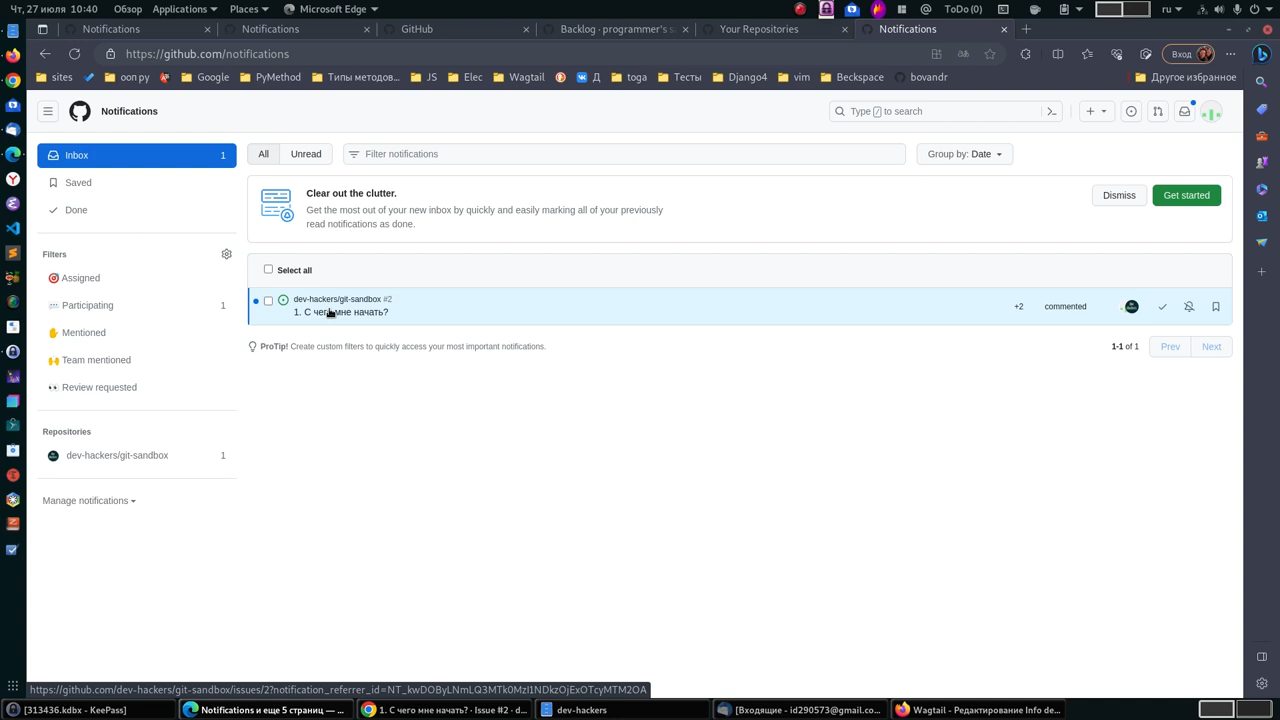 Чт, 27 июля 10:40
Обзор
Applications
Places
Microsoft Edge
ToDo (0)
ru
Notifications
Notifications
GitHub
Backlog · programmer's s
Your Repositories
Notifications
https://github.com/notifications
Вход
sites
ооп ру
Google
PyMethod
Типы методов...
JS
Elec
Wagtail
Д
toga
Тесты
Django4
vim
Beckspace
bovandr
Другое избранное
Notifications
Type / to search
Inbox 1
Saved
Done
Filters
Assigned
Participating 1
Mentioned
Team mentioned
Review requested
Repositories
dev-hackers/git-sandbox 1
Manage notifications
All
Unread
Filter notifications
Group by: Date
Clear out the clutter.
Get the most out of your new inbox by quickly and easily marking all of your previously
read notifications as done.
Dismiss
Get started
Select all
dev-hackers/git-sandbox #2
1. С чего мне начать?
+2
commented
ProTip! Create custom filters to quickly access your most important notifications.
1-1 of 1
Prev
Next
https://github.com/dev-hackers/git-sandbox/issues/2?notification_referrer_id=NT_kwDOByLNmLQ3MTk0MzI1NDkzOjExOTcyMTM2OA
[313436.kdbx - KeePass]
Notifications и еще 5 страниц — ...
1. С чего мне начать? · Issue #2 · d...
dev-hackers
[Входящие - id290573@gmail.co...
Wagtail - Редактирование Info de...